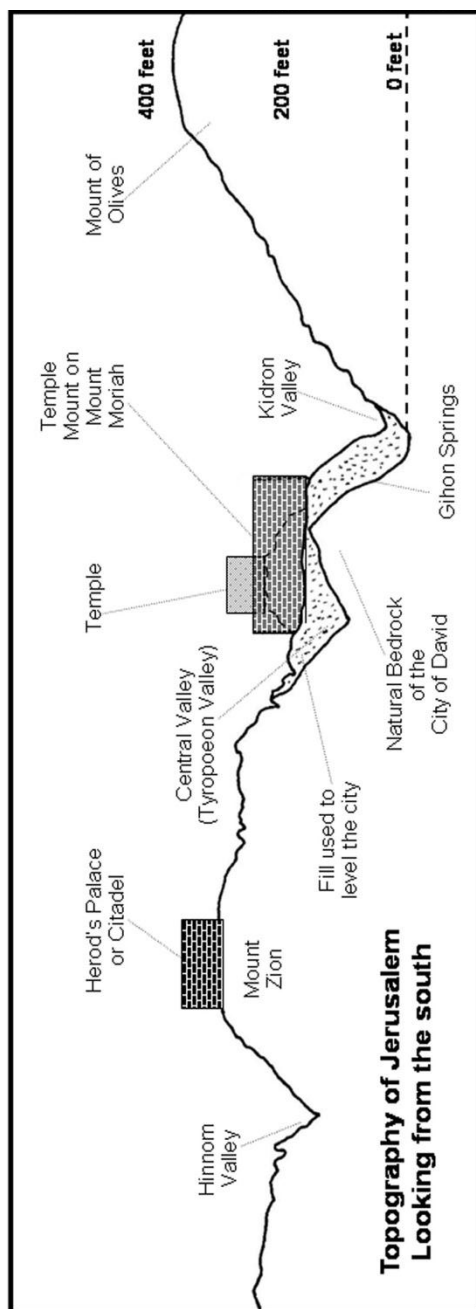 Hinnom
Valley
Herod's Palace
or Citadel
Mount
Zion
Central Valley
(Tyropoeon Valley)
Fill used to
level the city
Temple
Temple
Mount on
Mount
Moriah
Natural Bedrock
of the
City of David
Gihon Springs
Kidron
Valley
Mount of
Olives
400 feet
200 feet
0 feet
Topography of Jerusalem
Looking from the south